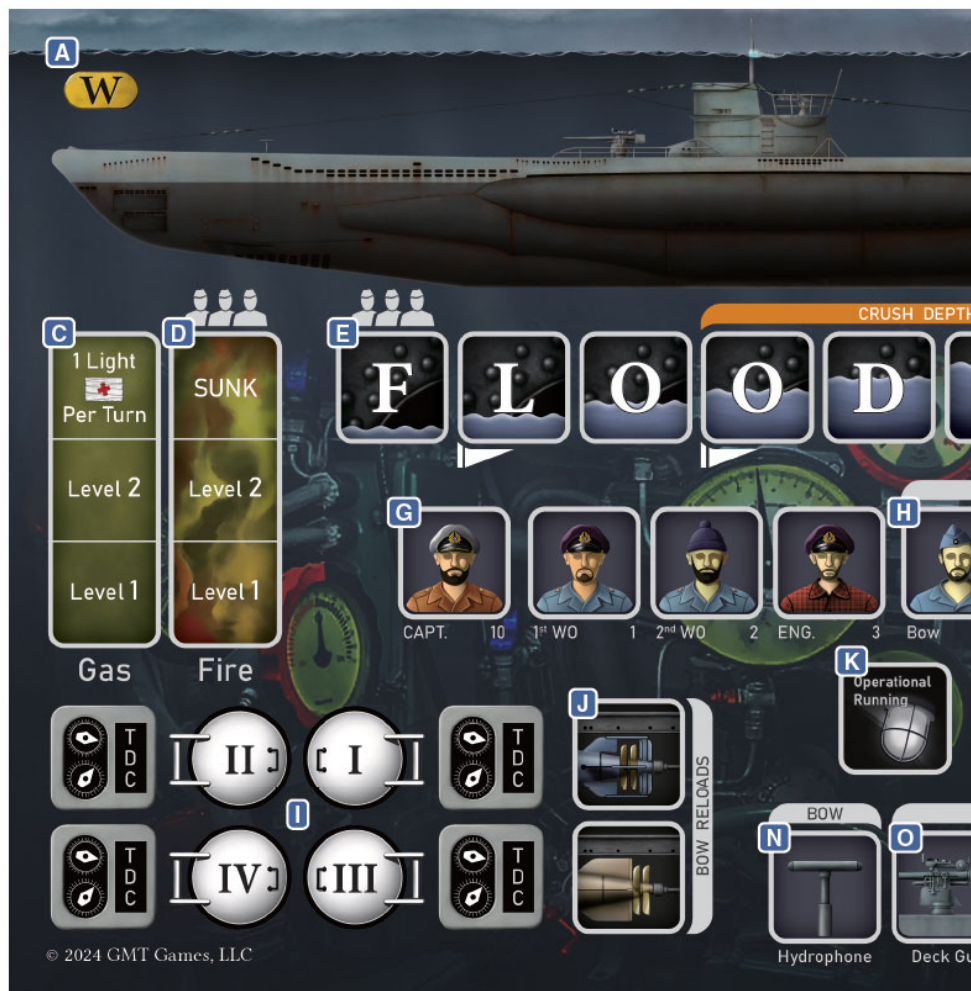 A
W
CRUSH DEPTH
C
D
E
1 Light
Per Turn
SUNK
F
L
O
O
D
Level 2
Level 2
Level 1
Level 1
Gas
Fire
G
H
CAPT. 10
1st WO 1
2nd WO 2
ENG. 3
Bow
K
Operational
Running
J
BOW RELOADS
TDC
II
I
TDC
I
TDC
IV
III
TDC
N
BOW
O
Hydrophone
Deck Gu
© 2024 GMT Games, LLC